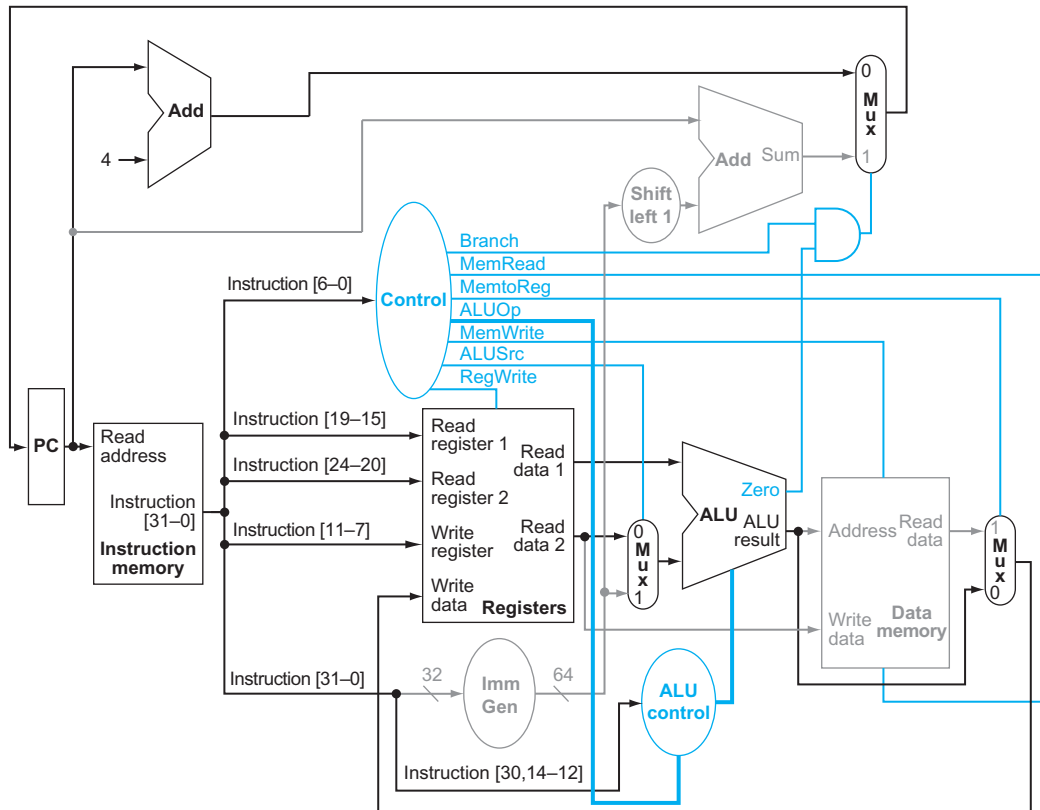 Add
4
0
M
u
x
1
Add
Sum
Shift
left 1
Control
Branch
MemRead
MemtoReg
ALUOp
MemWrite
ALUSrc
RegWrite
Instruction [6–0]
PC
Read
address
Instruction
[31–0]
Instruction
memory
Instruction [19–15]
Instruction [24–20]
Instruction [11–7]
Instruction [31–0]
Read
register 1
Read
register 2
Write
register
Write
data
Read
data 1
Read
data 2
Registers
0
M
u
x
1
Zero
ALU
ALU
result
Address
Read
data
Write
data
Data
memory
1
M
u
x
0
32
Imm
Gen
64
ALU
control
Instruction [30,14–12]